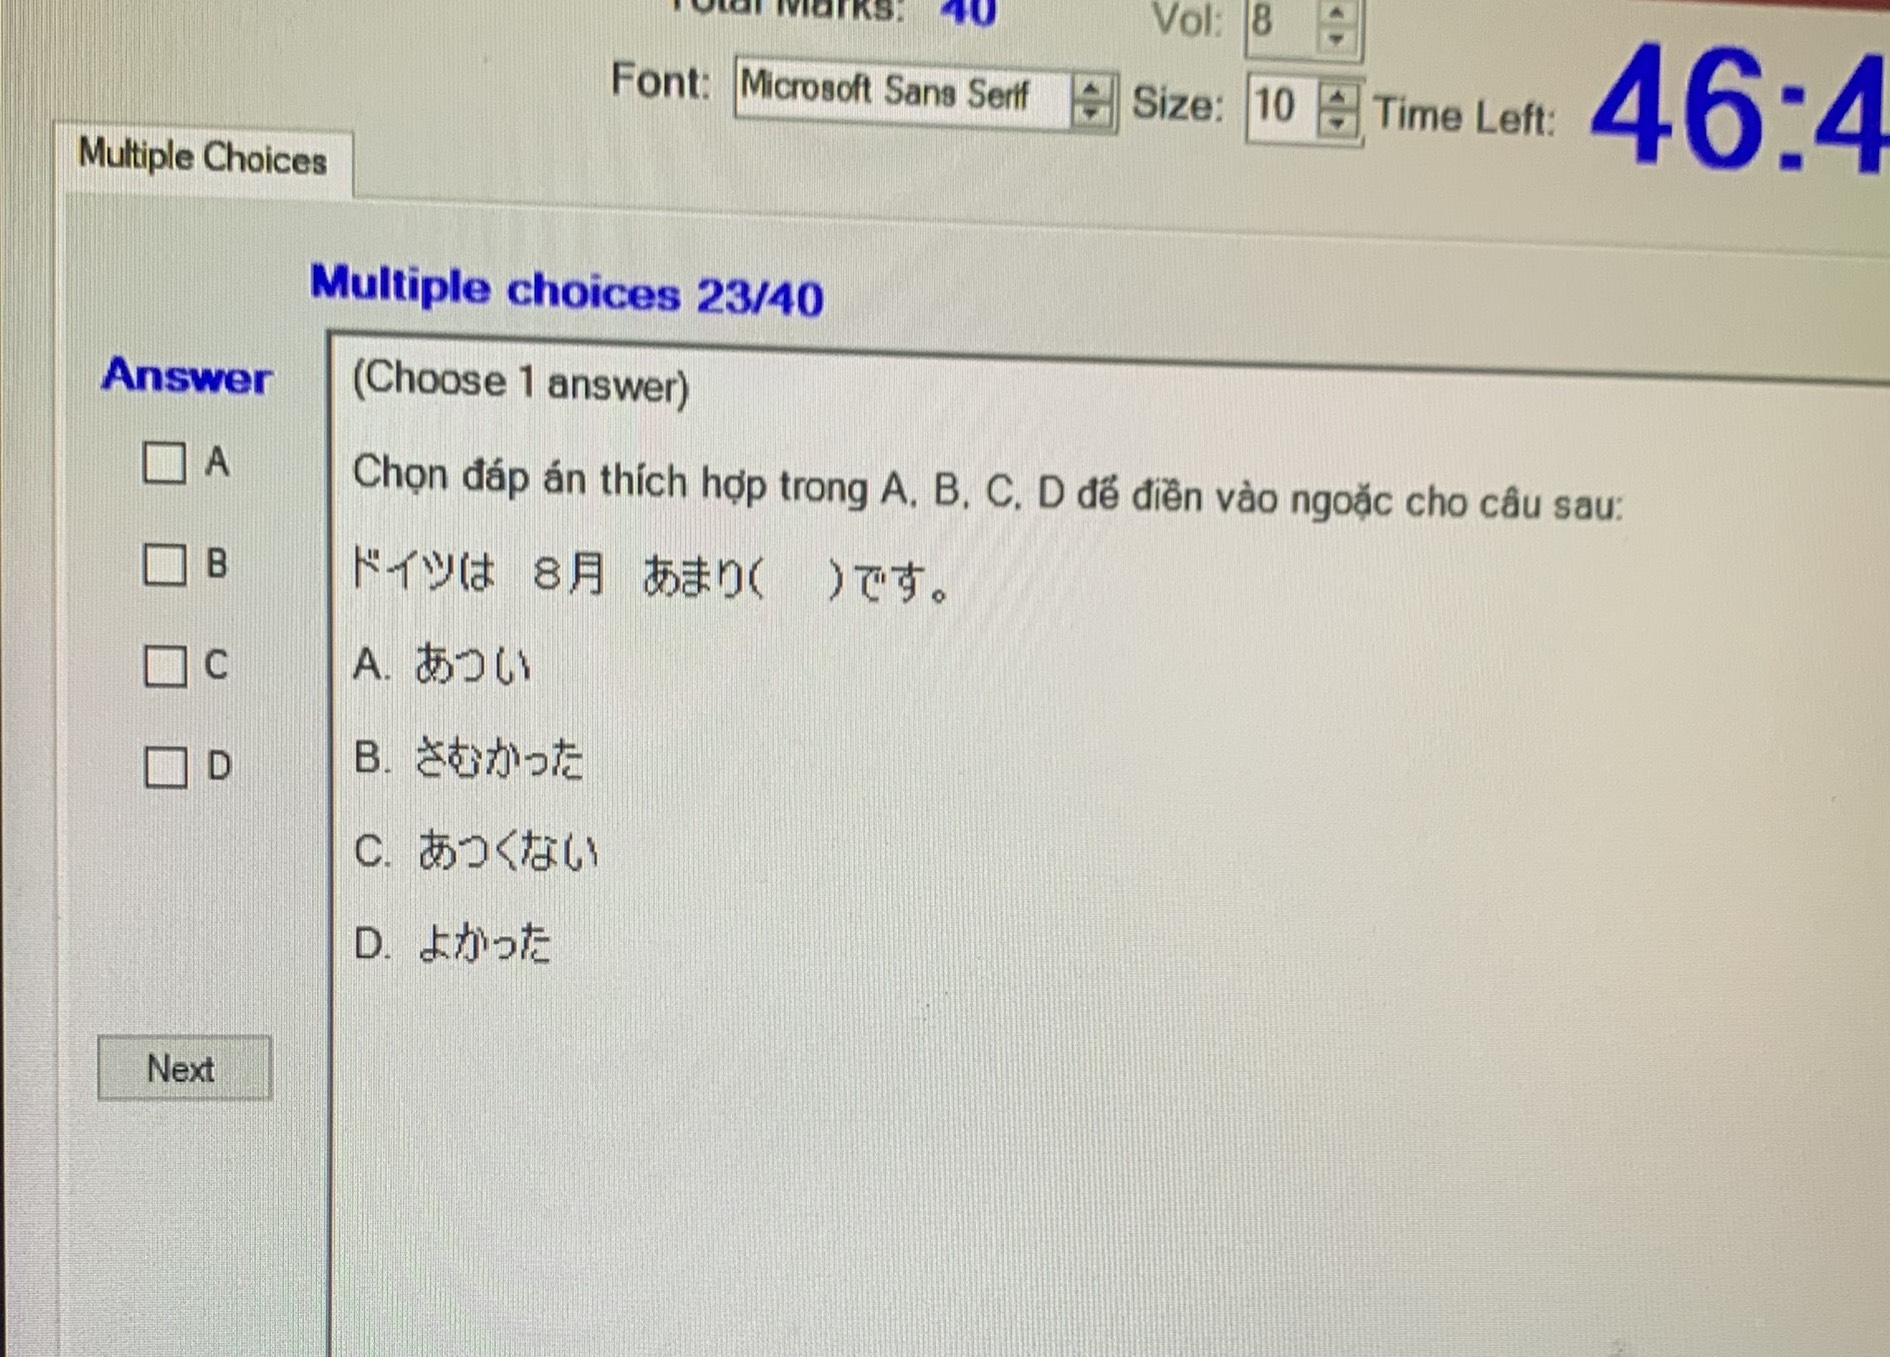 Total Marks: 40
Vol: 8
Font: Microsoft Sans Serif Size: 10 Time Left: 46:4
Multiple Choices
Multiple choices 23/40
Answer
A
B
C
D
Next
(Choose 1 answer)
Chọn đáp án thích hợp trong A, B, C, D để điền vào ngoặc cho câu sau:
ドイツは 8月 あまり( )です。
A. あつい
B. さむかった
C. あつくない
D. よかった